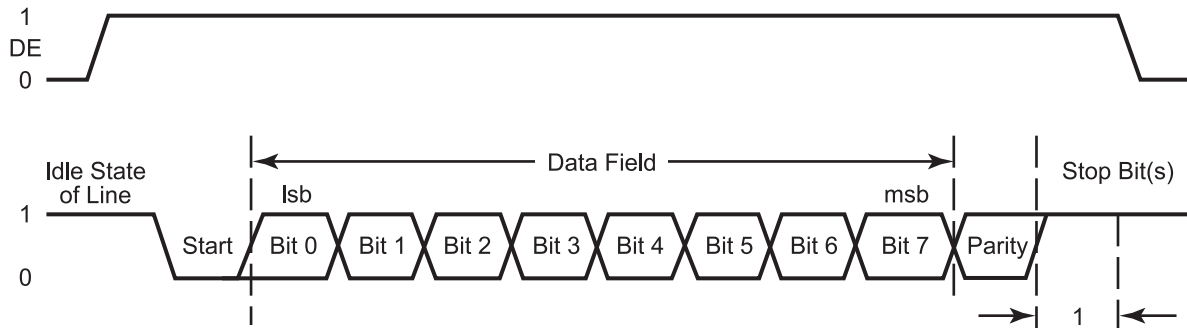 1
DE
0
Data Field
Idle State
of Line
Stop Bit(s)
lsb
msb
1
Start
Bit 0
Bit 1
Bit 2
Bit 3
Bit 4
Bit 5
Bit 6
Bit 7
Parity
0
1